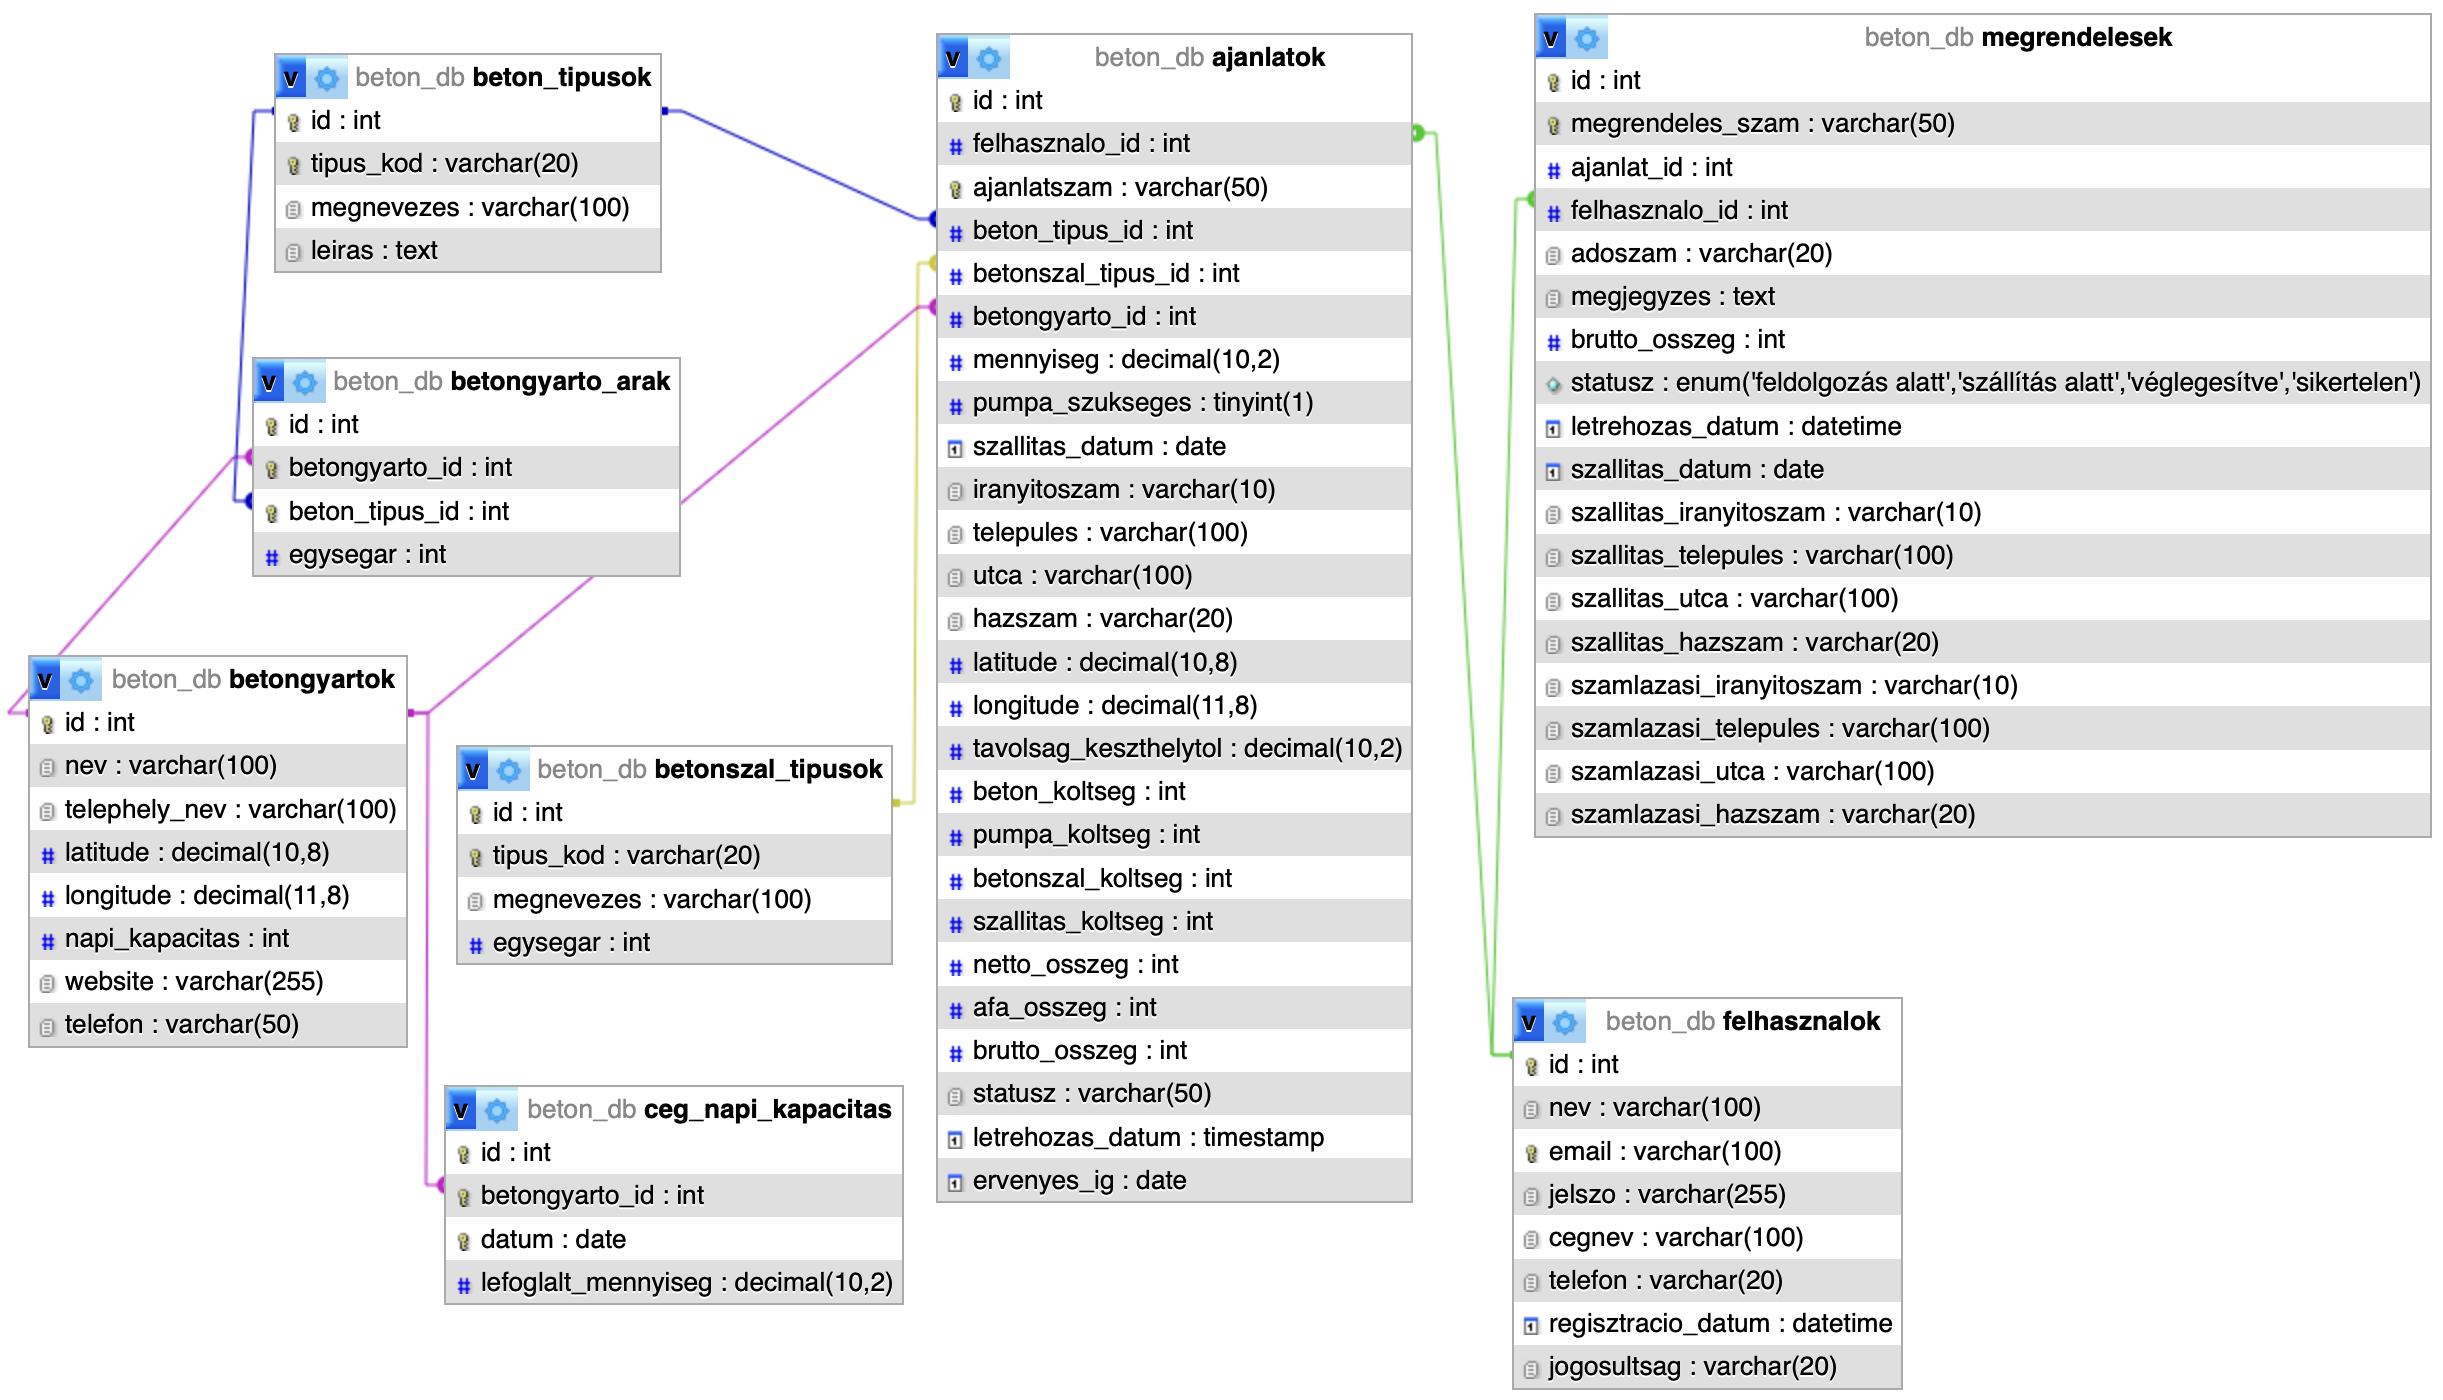 beton_db beton_tipusok
id : int
tipus_kod : varchar(20)
megnevezes : varchar(100)
leiras : text
beton_db betongyarto_arak
id : int
betongyarto_id : int
beton_tipus_id : int
egysegar : int
beton_db betongyartok
id : int
nev : varchar(100)
telephely_nev : varchar(100)
latitude : decimal(10,8)
longitude : decimal(11,8)
napi_kapacitas : int
website : varchar(255)
telefon : varchar(50)
beton_db betonszal_tipusok
id : int
tipus_kod : varchar(20)
megnevezes : varchar(100)
egysegar : int
beton_db ceg_napi_kapacitas
id : int
betongyarto_id : int
datum : date
lefoglalt_mennyiseg : decimal(10,2)
beton_db ajanlatok
id : int
felhasznalo_id : int
ajanlatszam : varchar(50)
beton_tipus_id : int
betonszal_tipus_id : int
betongyarto_id : int
mennyiseg : decimal(10,2)
pumpa_szukseges : tinyint(1)
szallitas_datum : date
iranyitoszam : varchar(10)
telepules : varchar(100)
utca : varchar(100)
hazszam : varchar(20)
latitude : decimal(10,8)
longitude : decimal(11,8)
tavolsag_keszthelytol : decimal(10,2)
beton_koltseg : int
pumpa_koltseg : int
betonszal_koltseg : int
szallitas_koltseg : int
netto_osszeg : int
afa_osszeg : int
brutto_osszeg : int
statusz : varchar(50)
letrehozas_datum : timestamp
ervenyes_ig : date
beton_db megrendelesek
id : int
megrendeles_szam : varchar(50)
ajanlat_id : int
felhasznalo_id : int
adoszam : varchar(20)
megjegyzes : text
brutto_osszeg : int
statusz : enum('feldolgozás alatt','szállítás alatt','véglegesítve','sikertelen')
letrehozas_datum : datetime
szallitas_datum : date
szallitas_iranyitoszam : varchar(10)
szallitas_telepules : varchar(100)
szallitas_utca : varchar(100)
szallitas_hazszam : varchar(20)
szamlazasi_iranyitoszam : varchar(10)
szamlazasi_telepules : varchar(100)
szamlazasi_utca : varchar(100)
szamlazasi_hazszam : varchar(20)
beton_db felhasznalok
id : int
nev : varchar(100)
email : varchar(100)
jelszo : varchar(255)
cegnev : varchar(100)
telefon : varchar(20)
regisztracio_datum : datetime
jogosultsag : varchar(20)